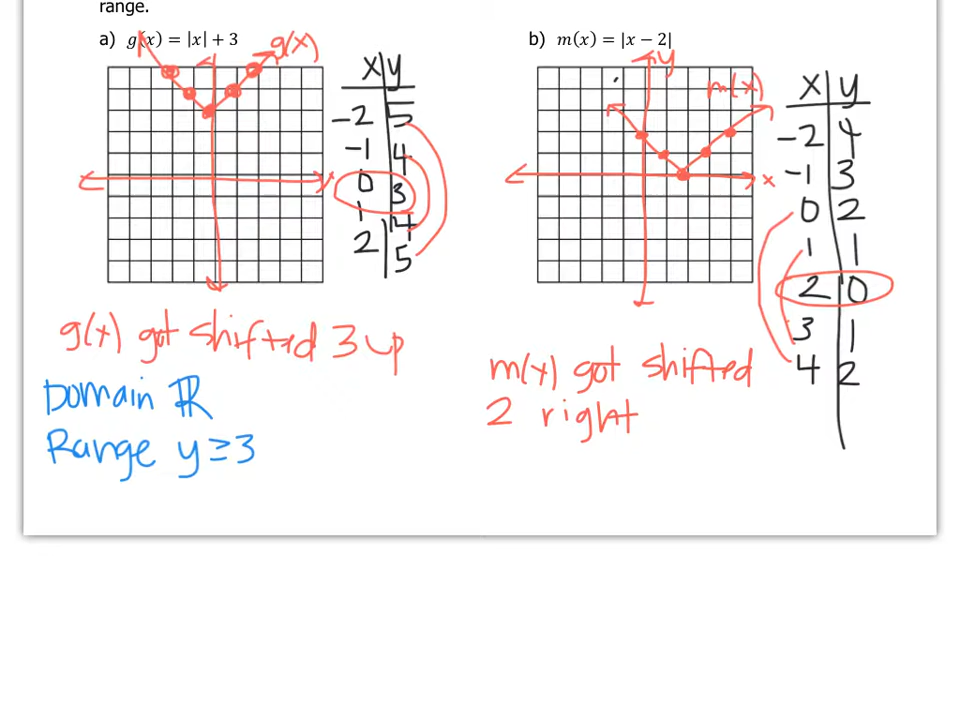 range.
a) g(x) = |x| + 3
g(x)
x y
-2 5
-1 4
0 3
1 4
2 5
x
g(x) got shifted 3 up
Domain ℝ
Range y ≥ 3
b) m(x) = |x − 2|
y
m(x)
x
x y
-2 4
-1 3
0 2
1 1
2 0
3 1
4 2
m(x) got shifted
2 right